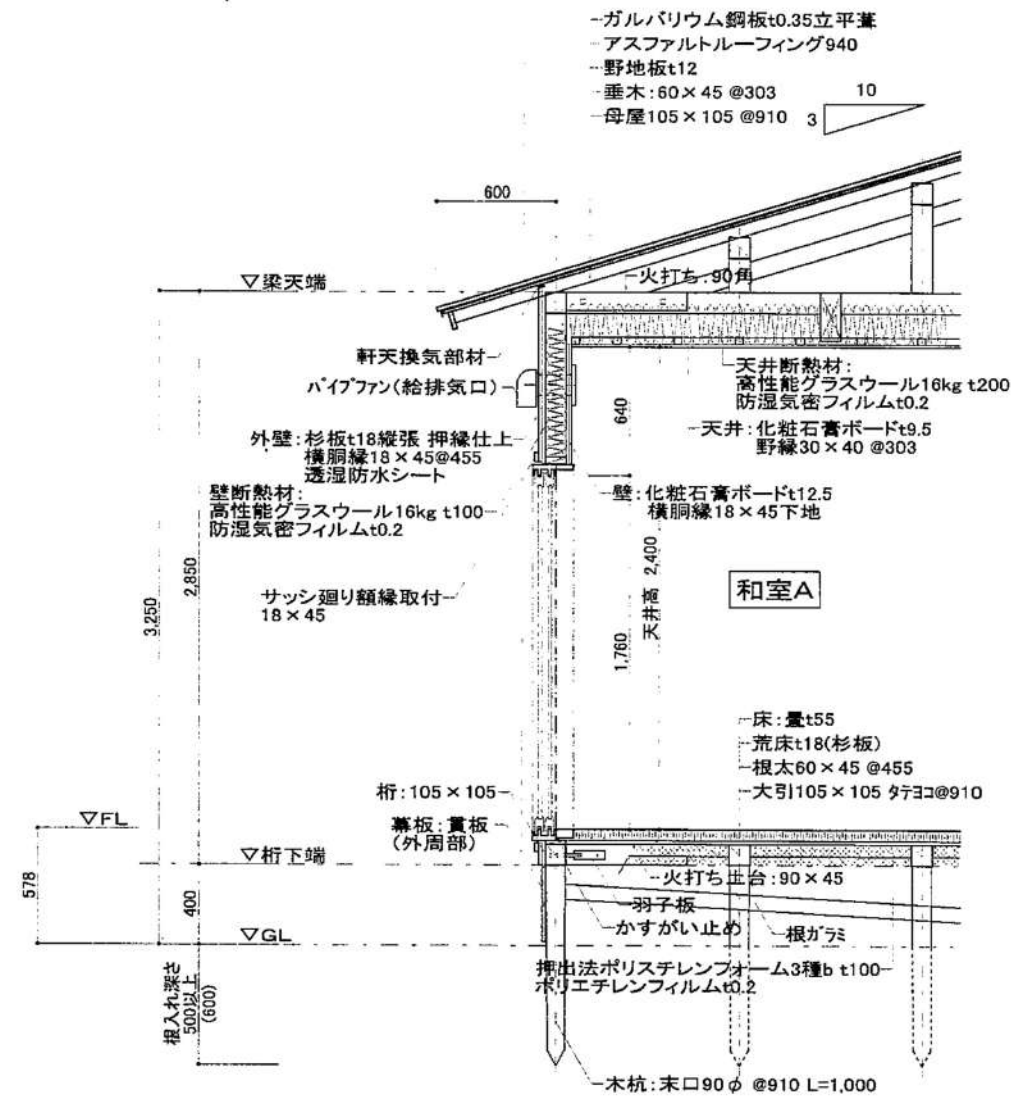 ガルバリウム鋼板t0.35立平葺
アスファルトルーフィング940
野地板t12
垂木:60×45 @303
母屋105×105 @910
10
3
600
▽梁天端
火打ち:90角
軒天換気部材
パイプファン(給排気口)
天井断熱材:
高性能グラスウール16kg t200
防湿気密フィルムt0.2
640
天井:化粧石膏ボードt9.5
野縁30×40 @303
外壁:杉板t18縦張 押縁仕上
横胴縁18×45@455
透湿防水シート
壁断熱材:
高性能グラスウール16kg t100
防湿気密フィルムt0.2
壁:化粧石膏ボードt12.5
横胴縁18×45下地
サッシ廻り額縁取付
18×45
3,250
2,850
天井高 2,400
1,760
和室A
床:畳t55
荒床t18(杉板)
根太60×45 @455
大引105×105 タテヨコ@910
桁:105×105
幕板:貫板
(外周部)
▽FL
▽桁下端
578
400
▽GL
火打ち土台:90×45
羽子板
かすがい止め
根ガラミ
押出法ポリスチレンフォーム3種b t100
ポリエチレンフィルムt0.2
根入れ深さ
500以上
(600)
木杭:末口90φ @910 L=1,000